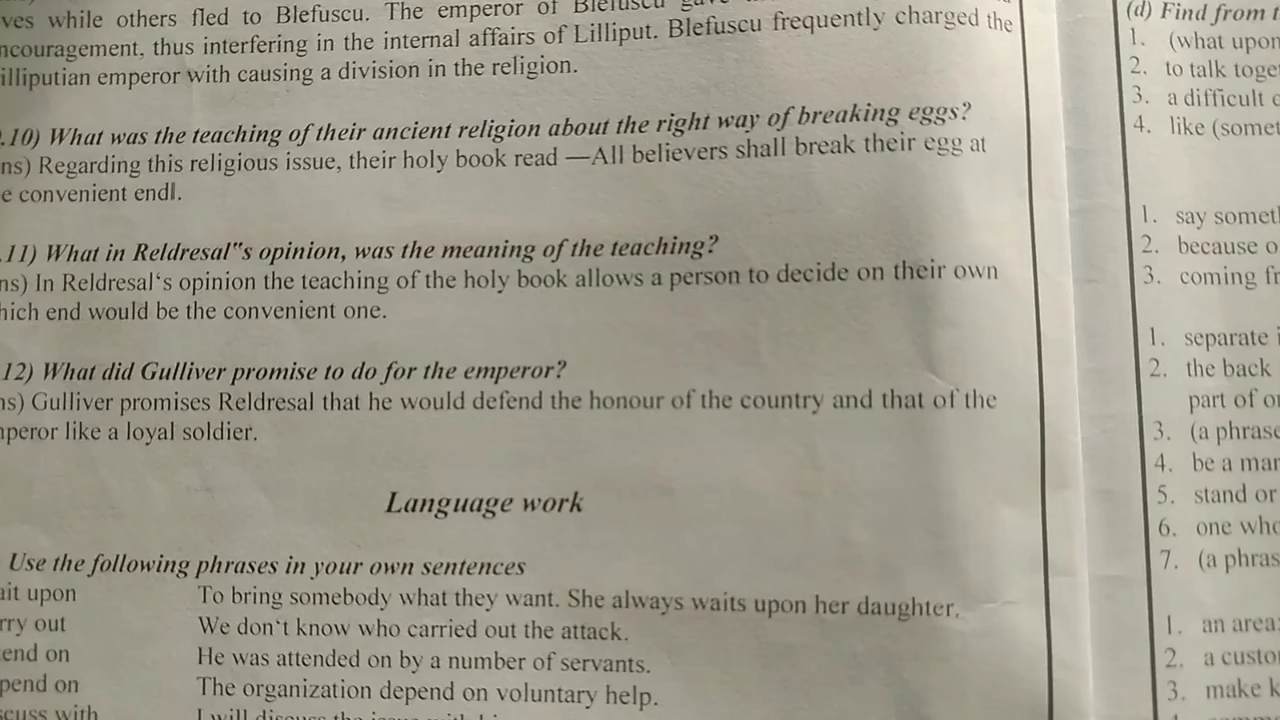 ves while others fled to Blefuscu. The emperor of Blefuscu gave
ncouragement, thus interfering in the internal affairs of Lilliput. Blefuscu frequently charged the
illiputian emperor with causing a division in the religion.
.10) What was the teaching of their ancient religion about the right way of breaking eggs?
ns) Regarding this religious issue, their holy book read —All believers shall break their egg at
e convenient end‖.
.11) What in Reldresal"s opinion, was the meaning of the teaching?
ns) In Reldresal‘s opinion the teaching of the holy book allows a person to decide on their own
hich end would be the convenient one.
12) What did Gulliver promise to do for the emperor?
ns) Gulliver promises Reldresal that he would defend the honour of the country and that of the
mperor like a loyal soldier.
Language work
Use the following phrases in your own sentences
ait upon To bring somebody what they want. She always waits upon her daughter.
rry out We don‘t know who carried out the attack.
end on He was attended on by a number of servants.
pend on The organization depend on voluntary help.
scuss with I will discuss the issue with
(d) Find from t
1. (what upon
2. to talk toge
3. a difficult
4. like (somet
1. say somet
2. because o
3. coming fr
1. separate i
2. the back
part of o
3. (a phrase
4. be a mar
5. stand or
6. one who
7. (a phras
1. an area
2. a custo
3. make k